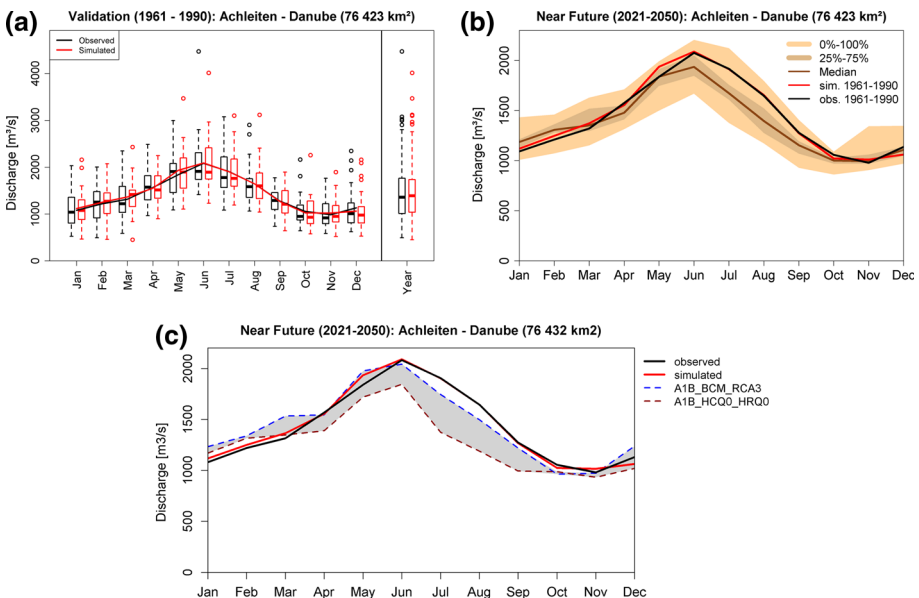 (a)
Validation (1961 - 1990): Achleiten - Danube (76 423 km²)
Observed
Simulated
Discharge [m³/s]
0
1000
2000
3000
4000
Jan
Feb
Mar
Apr
May
Jun
Jul
Aug
Sep
Oct
Nov
Dec
Year
(b)
Near Future (2021-2050): Achleiten - Danube (76 423 km²)
0%-100%
25%-75%
Median
sim. 1961-1990
obs. 1961-1990
Discharge [m³/s]
0
500
1000
1500
2000
Jan
Feb
Mar
Apr
May
Jun
Jul
Aug
Sep
Oct
Nov
Dec
(c)
Near Future (2021-2050): Achleiten - Danube (76 432 km2)
observed
simulated
A1B_BCM_RCA3
A1B_HCQ0_HRQ0
Discharge [m3/s]
0
500
1000
1500
2000
Jan
Feb
Mar
Apr
May
Jun
Jul
Aug
Sep
Oct
Nov
Dec